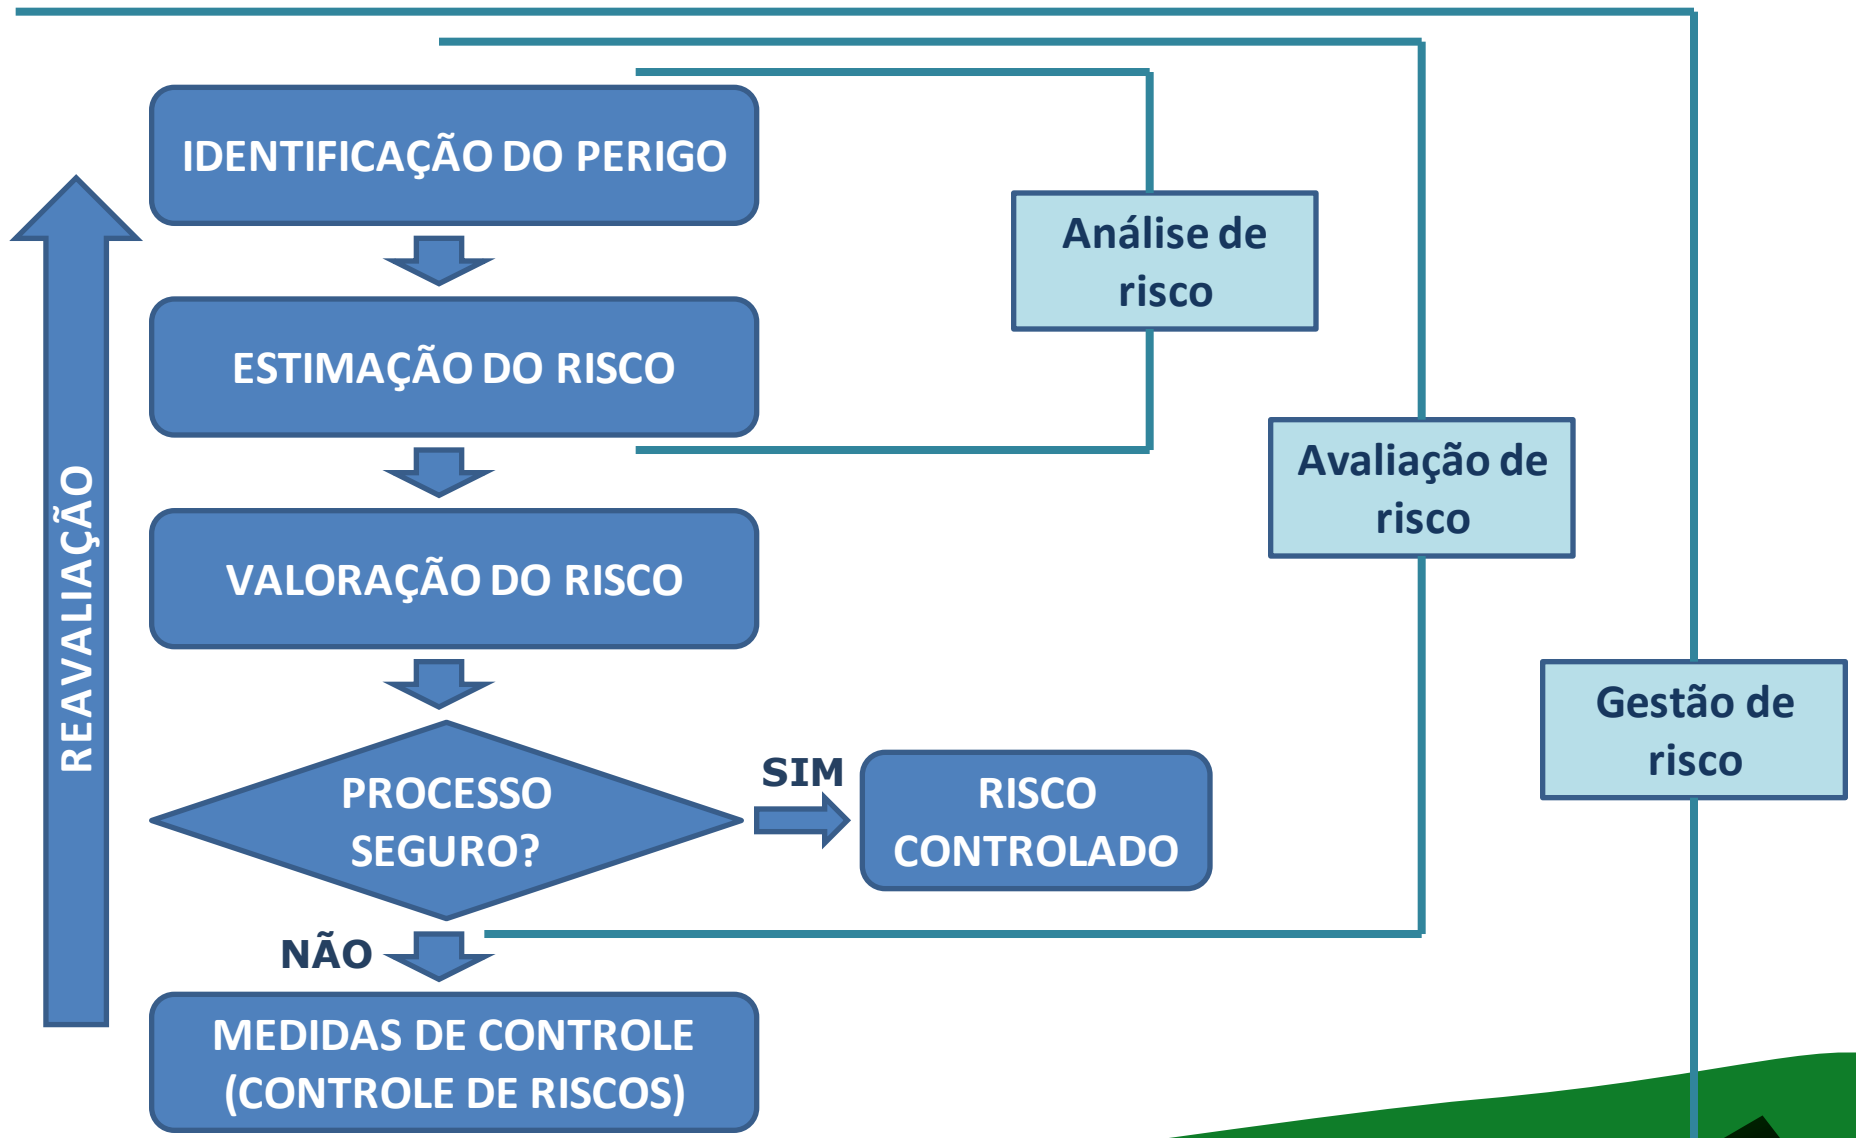 IDENTIFICAÇÃO DO PERIGO
Análise de
risco
ESTIMAÇÃO DO RISCO
Avaliação de
risco
REAVALIAÇÃO
VALORAÇÃO DO RISCO
Gestão de
risco
PROCESSO
SEGURO?
SIM
RISCO
CONTROLADO
NÃO
MEDIDAS DE CONTROLE
(CONTROLE DE RISCOS)